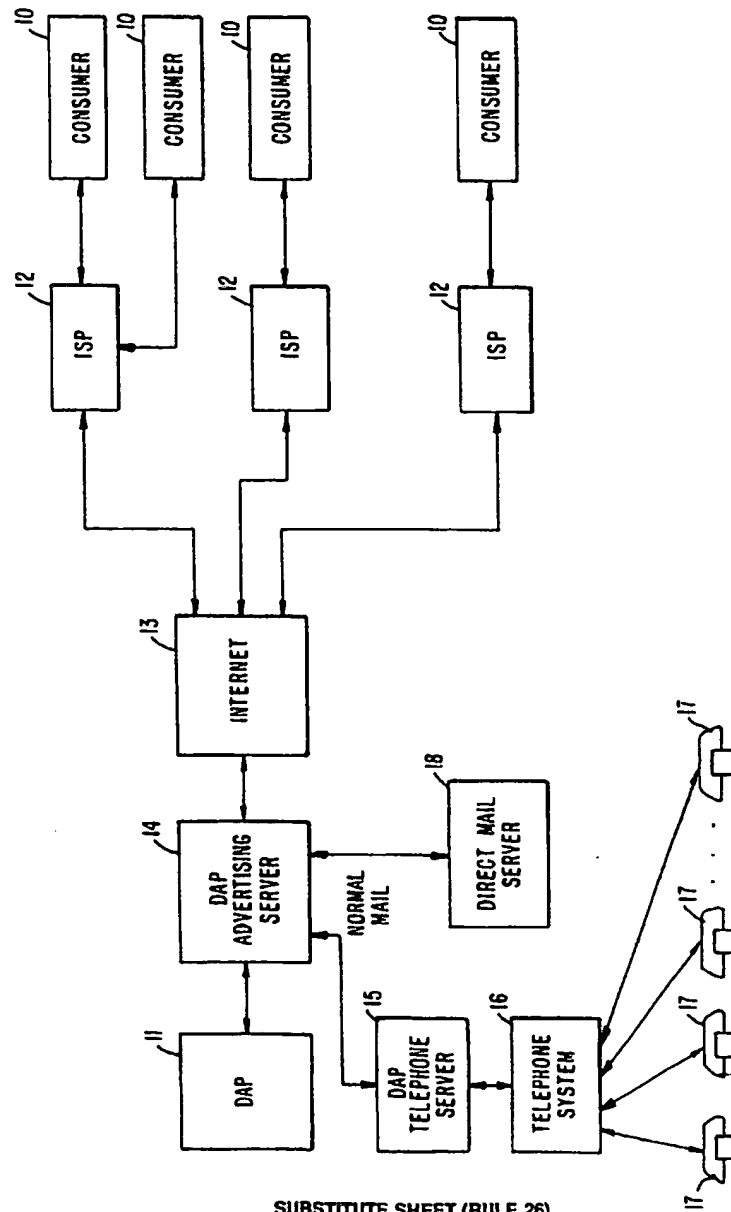 10
CONSUMER
10
CONSUMER
10
CONSUMER
10
CONSUMER
12
ISP
12
ISP
12
ISP
13
INTERNET
14
DAP
ADVERTISING
SERVER
18
DIRECT MAIL
SERVER
NORMAL
MAIL
11
DAP
15
DAP
TELEPHONE
SERVER
16
TELEPHONE
SYSTEM
17
17
17
17
SUBSTITUTE SHEET (RULE 26)